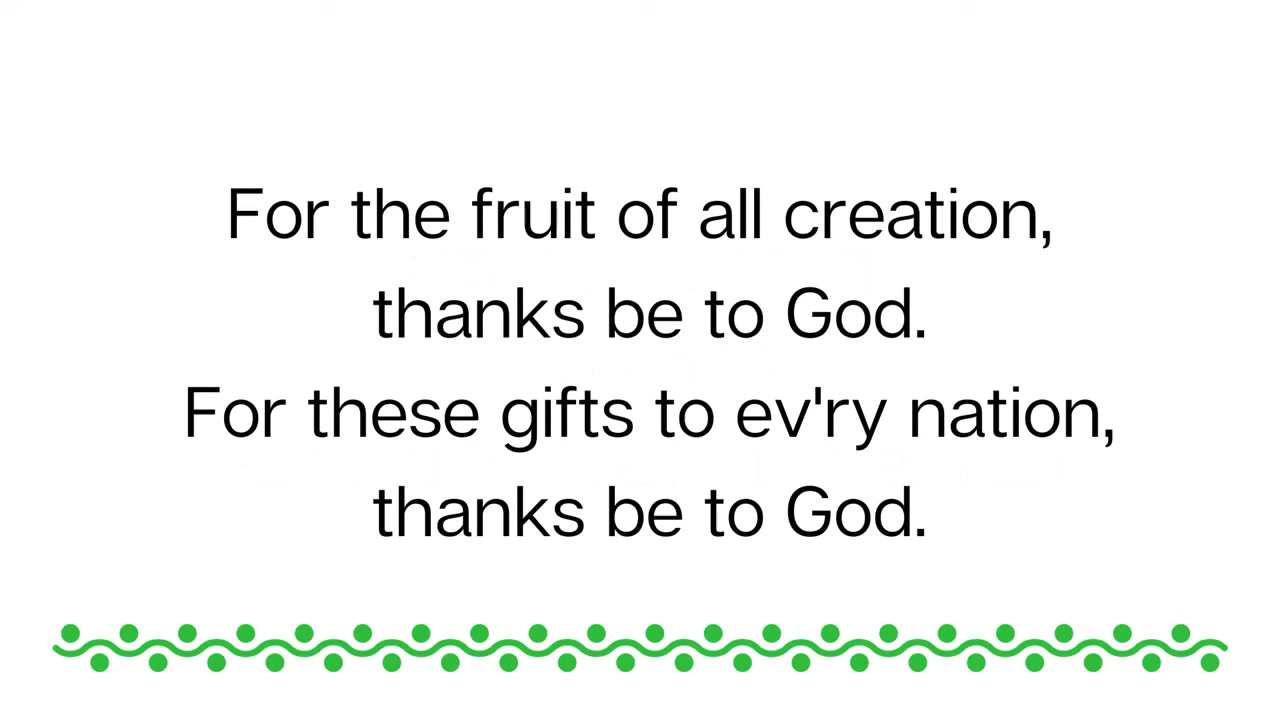 For the fruit of all creation,
thanks be to God.
For these gifts to ev'ry nation,
thanks be to God.